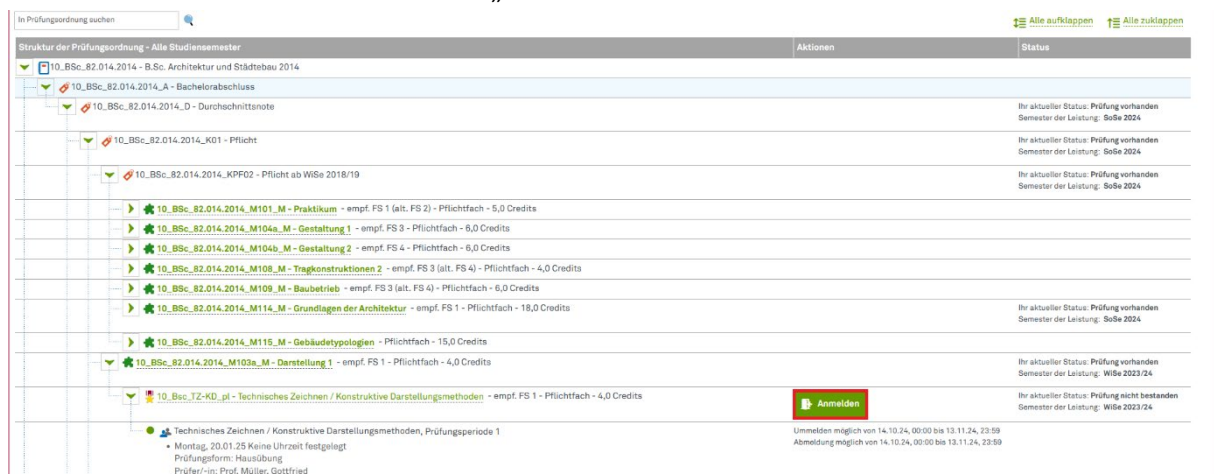 „
In Prüfungsordnung suchen
Alle aufklappen Alle zuklappen
Struktur der Prüfungsordnung - Alle Studiensemester Aktionen Status
10_BSc_82.014.2014 - B.Sc. Architektur und Städtebau 2014
10_BSc_82.014.2014_A - Bachelorabschluss
10_BSc_82.014.2014_D - Durchschnittsnote Ihr aktueller Status: Prüfung vorhanden
Semester der Leistung: SoSe 2024
10_BSc_82.014.2014_K01 - Pflicht Ihr aktueller Status: Prüfung vorhanden
Semester der Leistung: SoSe 2024
10_BSc_82.014.2014_KPF02 - Pflicht ab WiSe 2018/19 Ihr aktueller Status: Prüfung vorhanden
Semester der Leistung: SoSe 2024
10_BSc_82.014.2014_M101_M - Praktikum - empf. FS 1 (alt. FS 2) - Pflichtfach - 5,0 Credits
10_BSc_82.014.2014_M104a_M - Gestaltung 1 - empf. FS 3 - Pflichtfach - 6,0 Credits
10_BSc_82.014.2014_M104b_M - Gestaltung 2 - empf. FS 4 - Pflichtfach - 6,0 Credits
10_BSc_82.014.2014_M108_M - Tragkonstruktionen 2 - empf. FS 3 (alt. FS 4) - Pflichtfach - 4,0 Credits
10_BSc_82.014.2014_M109_M - Baubetrieb - empf. FS 3 (alt. FS 4) - Pflichtfach - 6,0 Credits
10_BSc_82.014.2014_M114_M - Grundlagen der Architektur - empf. FS 1 - Pflichtfach - 18,0 Credits Ihr aktueller Status: Prüfung vorhanden
Semester der Leistung: SoSe 2024
10_BSc_82.014.2014_M115_M - Gebäudetypologien - Pflichtfach - 15,0 Credits
10_BSc_82.014.2014_M103a_M - Darstellung 1 - empf. FS 1 - Pflichtfach - 4,0 Credits Ihr aktueller Status: Prüfung vorhanden
Semester der Leistung: WiSe 2023/24
10_Bsc_TZ-KD_pl - Technisches Zeichnen / Konstruktive Darstellungsmethoden - empf. FS 1 - Pflichtfach - 4,0 Credits Anmelden Ihr aktueller Status: Prüfung nicht bestanden
Semester der Leistung: WiSe 2023/24
Technisches Zeichnen / Konstruktive Darstellungsmethoden, Prüfungsperiode 1 Ummelden möglich von 14.10.24, 00:00 bis 13.11.24, 23:59
Abmeldung möglich von 14.10.24, 00:00 bis 13.11.24, 23:59
• Montag, 20.01.25 Keine Uhrzeit festgelegt
Prüfungsform: Hausübung
Prüfer/-in: Prof. Müller, Gottfried